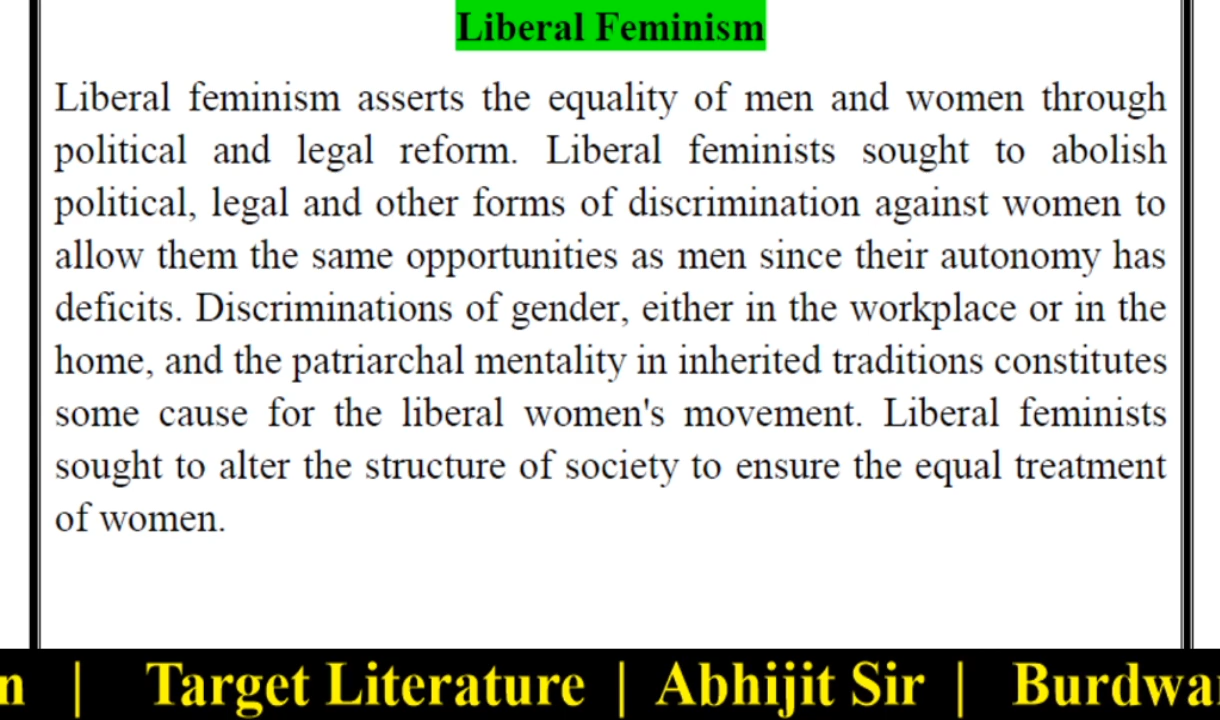 Liberal Feminism
Liberal feminism asserts the equality of men and women through
political and legal reform. Liberal feminists sought to abolish
political, legal and other forms of discrimination against women to
allow them the same opportunities as men since their autonomy has
deficits. Discriminations of gender, either in the workplace or in the
home, and the patriarchal mentality in inherited traditions constitutes
some cause for the liberal women's movement. Liberal feminists
sought to alter the structure of society to ensure the equal treatment
of women.
n | Target Literature | Abhijit Sir | Burdwa